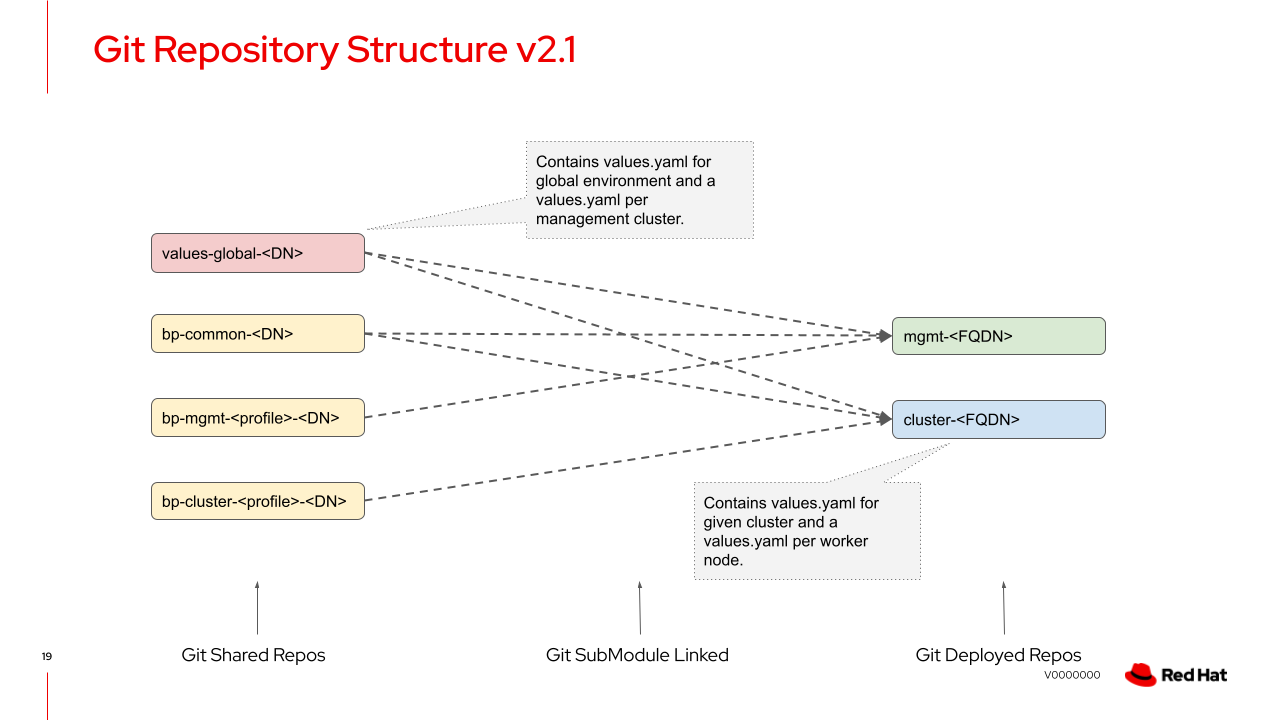 Git Repository Structure v2.1
Contains values.yaml for
global environment and a
values.yaml per
management cluster.
values-global-<DN>
bp-common-<DN>
mgmt-<FQDN>
bp-mgmt-<profile>-<DN>
cluster-<FQDN>
bp-cluster-<profile>-<DN>
Contains values.yaml for
given cluster and a
values.yaml per worker
node.
19
Git Shared Repos
Git SubModule Linked
Git Deployed Repos
V0000000
Red Hat